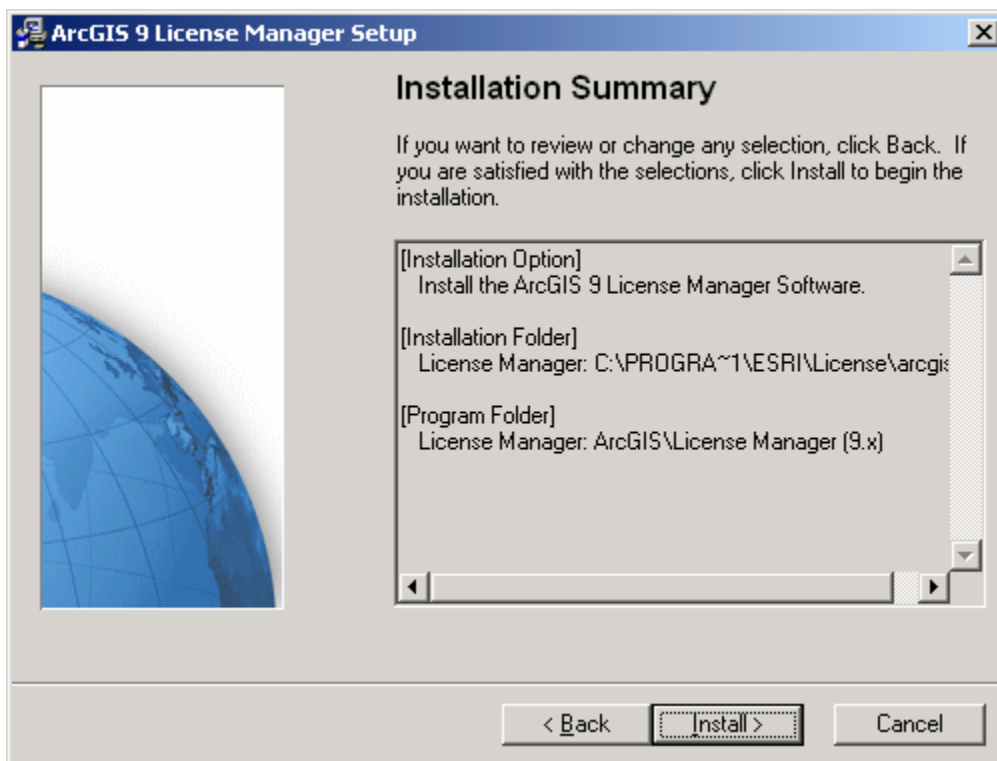 ArcGIS 9 License Manager Setup
Installation Summary
If you want to review or change any selection, click Back. If
you are satisfied with the selections, click Install to begin the
installation.
[Installation Option]
Install the ArcGIS 9 License Manager Software.
[Installation Folder]
License Manager: C:\PROGRA~1\ESRI\License\arcgis
[Program Folder]
License Manager: ArcGIS\License Manager (9.x)
< Back
Install >
Cancel